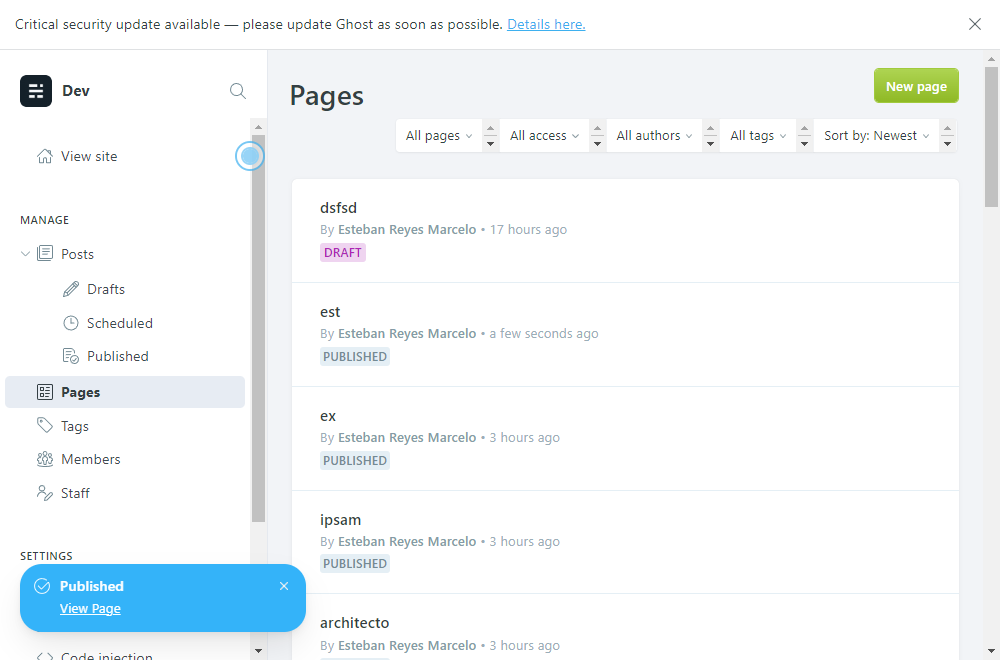 Critical security update available — please update Ghost as soon as possible. Details here.
Dev
View site
MANAGE
Posts
Drafts
Scheduled
Published
Pages
Tags
Members
Staff
SETTINGS
Published
View Page
Code injection
Pages
New page
All pages
All access
All authors
All tags
Sort by: Newest
dsfsd
By Esteban Reyes Marcelo • 17 hours ago
DRAFT
est
By Esteban Reyes Marcelo • a few seconds ago
PUBLISHED
ex
By Esteban Reyes Marcelo • 3 hours ago
PUBLISHED
ipsam
By Esteban Reyes Marcelo • 3 hours ago
PUBLISHED
architecto
By Esteban Reyes Marcelo • 3 hours ago